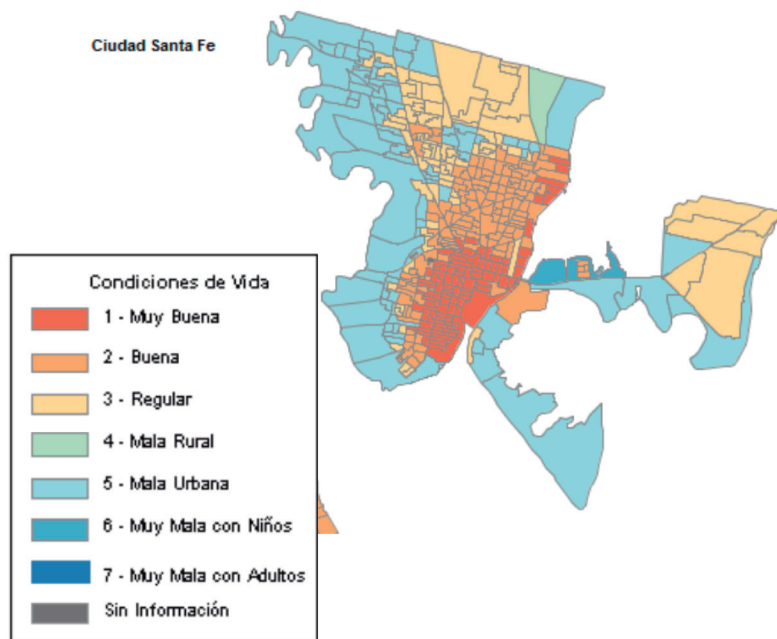 Ciudad Santa Fe
Condiciones de Vida
1 - Muy Buena
2 - Buena
3 - Regular
4 - Mala Rural
5 - Mala Urbana
6 - Muy Mala con Niños
7 - Muy Mala con Adultos
Sin Información